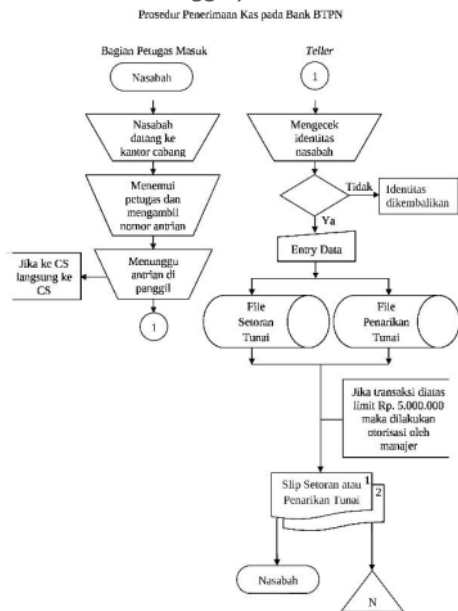 Prosedur Penerimaan Kas pada Bank BTPN
Bagian Petugas Masuk
Nasabah
Nasabah
datang ke
kantor cabang
Menemui
petugas dan
mengambil
nomor antrian
Menunggu
antrian di
panggil
Jika ke CS
langsung ke
CS
1
Teller
1
Mengecek
identitas
nasabah
Tidak
Identitas
dikembalikan
Ya
Entry Data
File
Setoran
Tunai
File
Penarikan
Tunai
Jika transaksi diatas
limit Rp. 5.000.000
maka dilakukan
otorisasi oleh
manajer
Slip Setoran atau
Penarikan Tunai
1
2
Nasabah
N